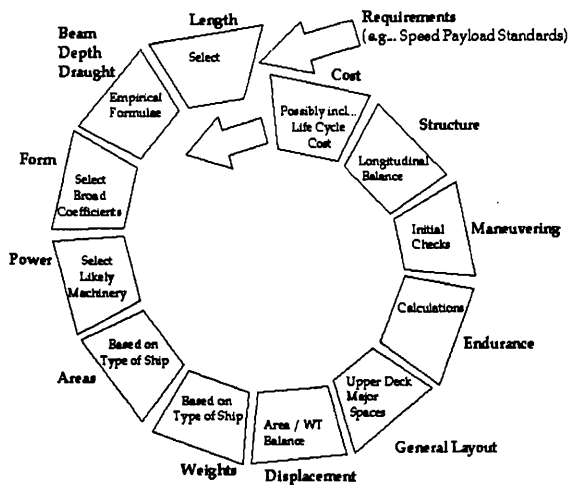 Requirements
(e.g... Speed Payload Standards)
Length
Select
Beam
Depth
Draught
Empirical
Formulae
Form
Select
Broad
Coefficients
Power
Select
Likely
Machinery
Areas
Based on
Type of Ship
Weights
Based on
Type of Ship
Displacement
Area / WT
Balance
General Layout
Upper Deck
Major
Spaces
Endurance
Calculations
Maneuvering
Initial
Checks
Structure
Longitudinal
Balance
Cost
Possibly incl...
Life Cycle
Cost